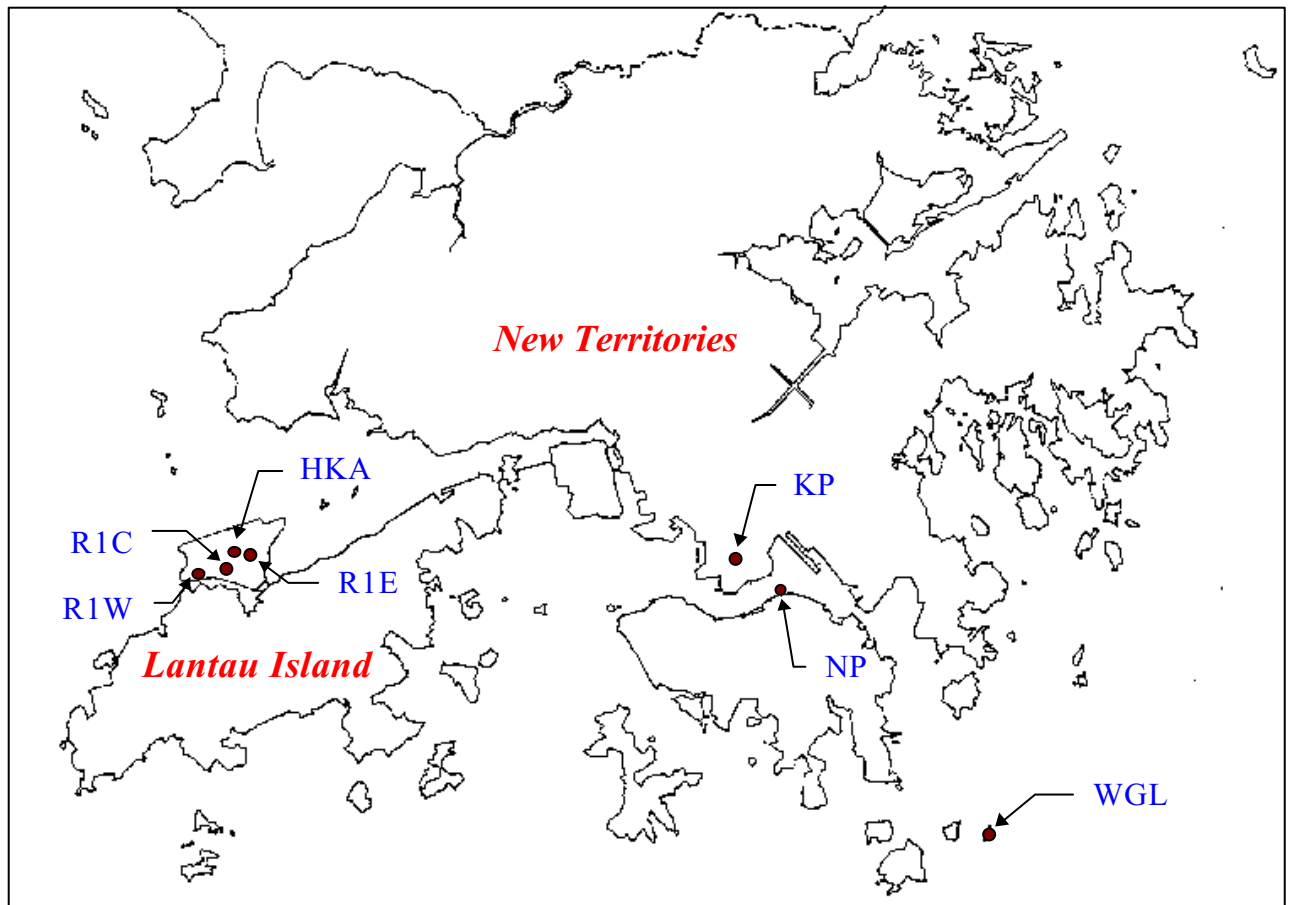 New Territories
HKA
KP
R1C
R1E
R1W
Lantau Island
NP
WGL